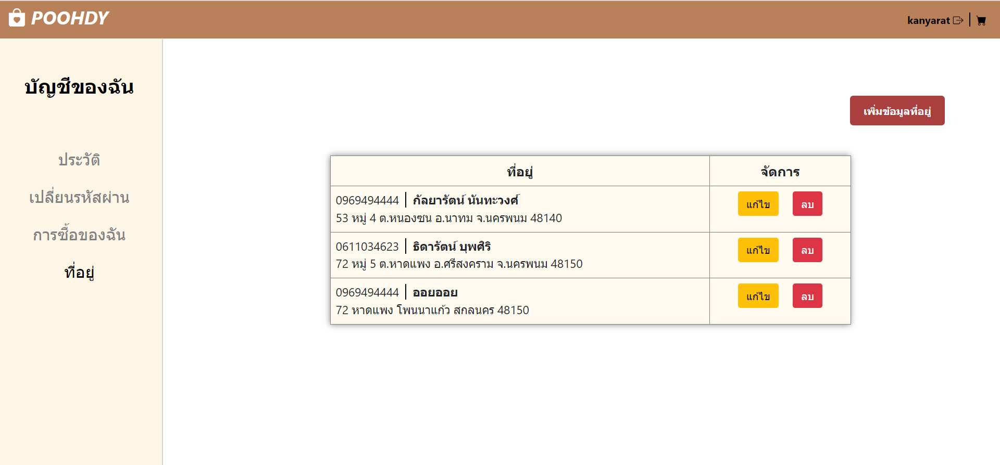 POOHDY
kanyarat
บัญชีของฉัน
ประวัติ
เปลี่ยนรหัสผ่าน
การซื้อของฉัน
ที่อยู่
เพิ่มข้อมูลที่อยู่
ที่อยู่ จัดการ
0969494444 กัลยารัตน์ นันทะวงศ์ แก้ไข ลบ
53 หมู่ 4 ต.หนองซน อ.นาทม จ.นครพนม 48140
0611034623 ธิดารัตน์ บุพศิริ แก้ไข ลบ
72 หมู่ 5 ต.หาดแพง อ.ศรีสงคราม จ.นครพนม 48150
0969494444 ออยออย แก้ไข ลบ
72 หาดแพง โพนนาแก้ว สกลนคร 48150